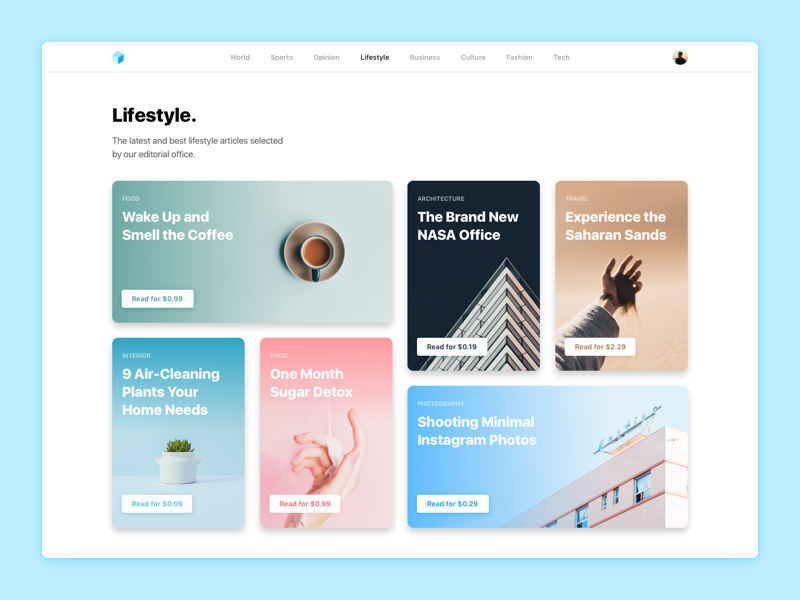 World Sports Opinion Lifestyle Business Culture Fashion Tech
Lifestyle.
The latest and best lifestyle articles selected
by our editorial office.
FOOD
Wake Up and
Smell the Coffee
Read for $0.99
ARCHITECTURE
The Brand New
NASA Office
Read for $0.19
TRAVEL
Experience the
Saharan Sands
Read for $2.29
INTERIOR
9 Air-Cleaning
Plants Your
Home Needs
Read for $0.09
FOOD
One Month
Sugar Detox
Read for $0.99
PHOTOGRAPHY
Shooting Minimal
Instagram Photos
Read for $0.29